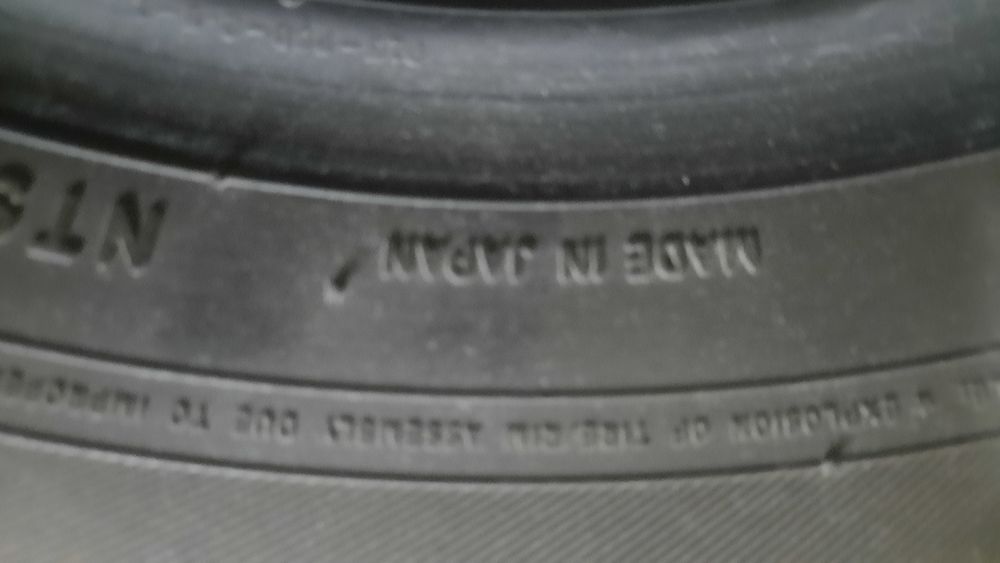 EXPLOSION OF TIRE/RIM ASSEMBLY DUE TO
MADE IN JAPAN